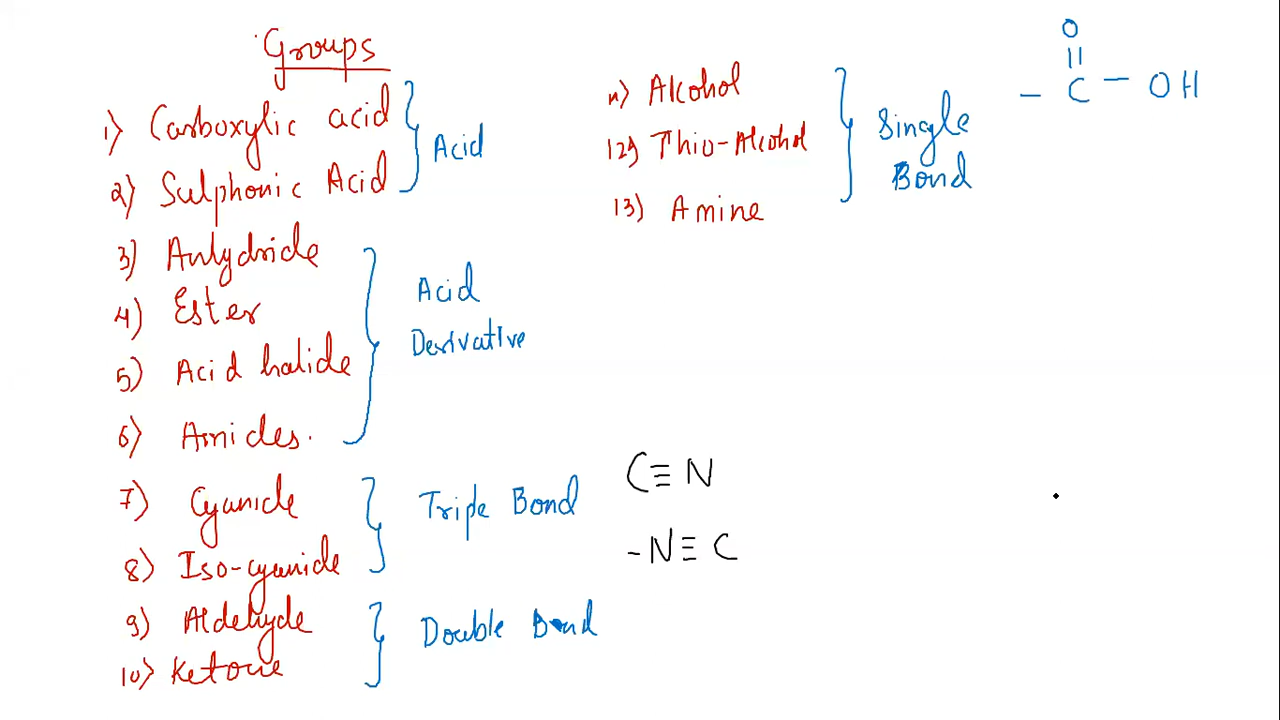 Groups
1) Carboxylic acid
2) Sulphonic Acid
Acid
3) Anhydride
4) Ester
5) Acid halide
6) Amides.
Acid
Derivative
7) Cyanide
8) Iso-cyanide
Triple Bond
C≡N
-N≡C
9) Aldehyde
10) Ketone
Double Bond
11) Alcohol
12) Thio-Alcohol
13) Amine
Single
Bond
O
||
- C - OH